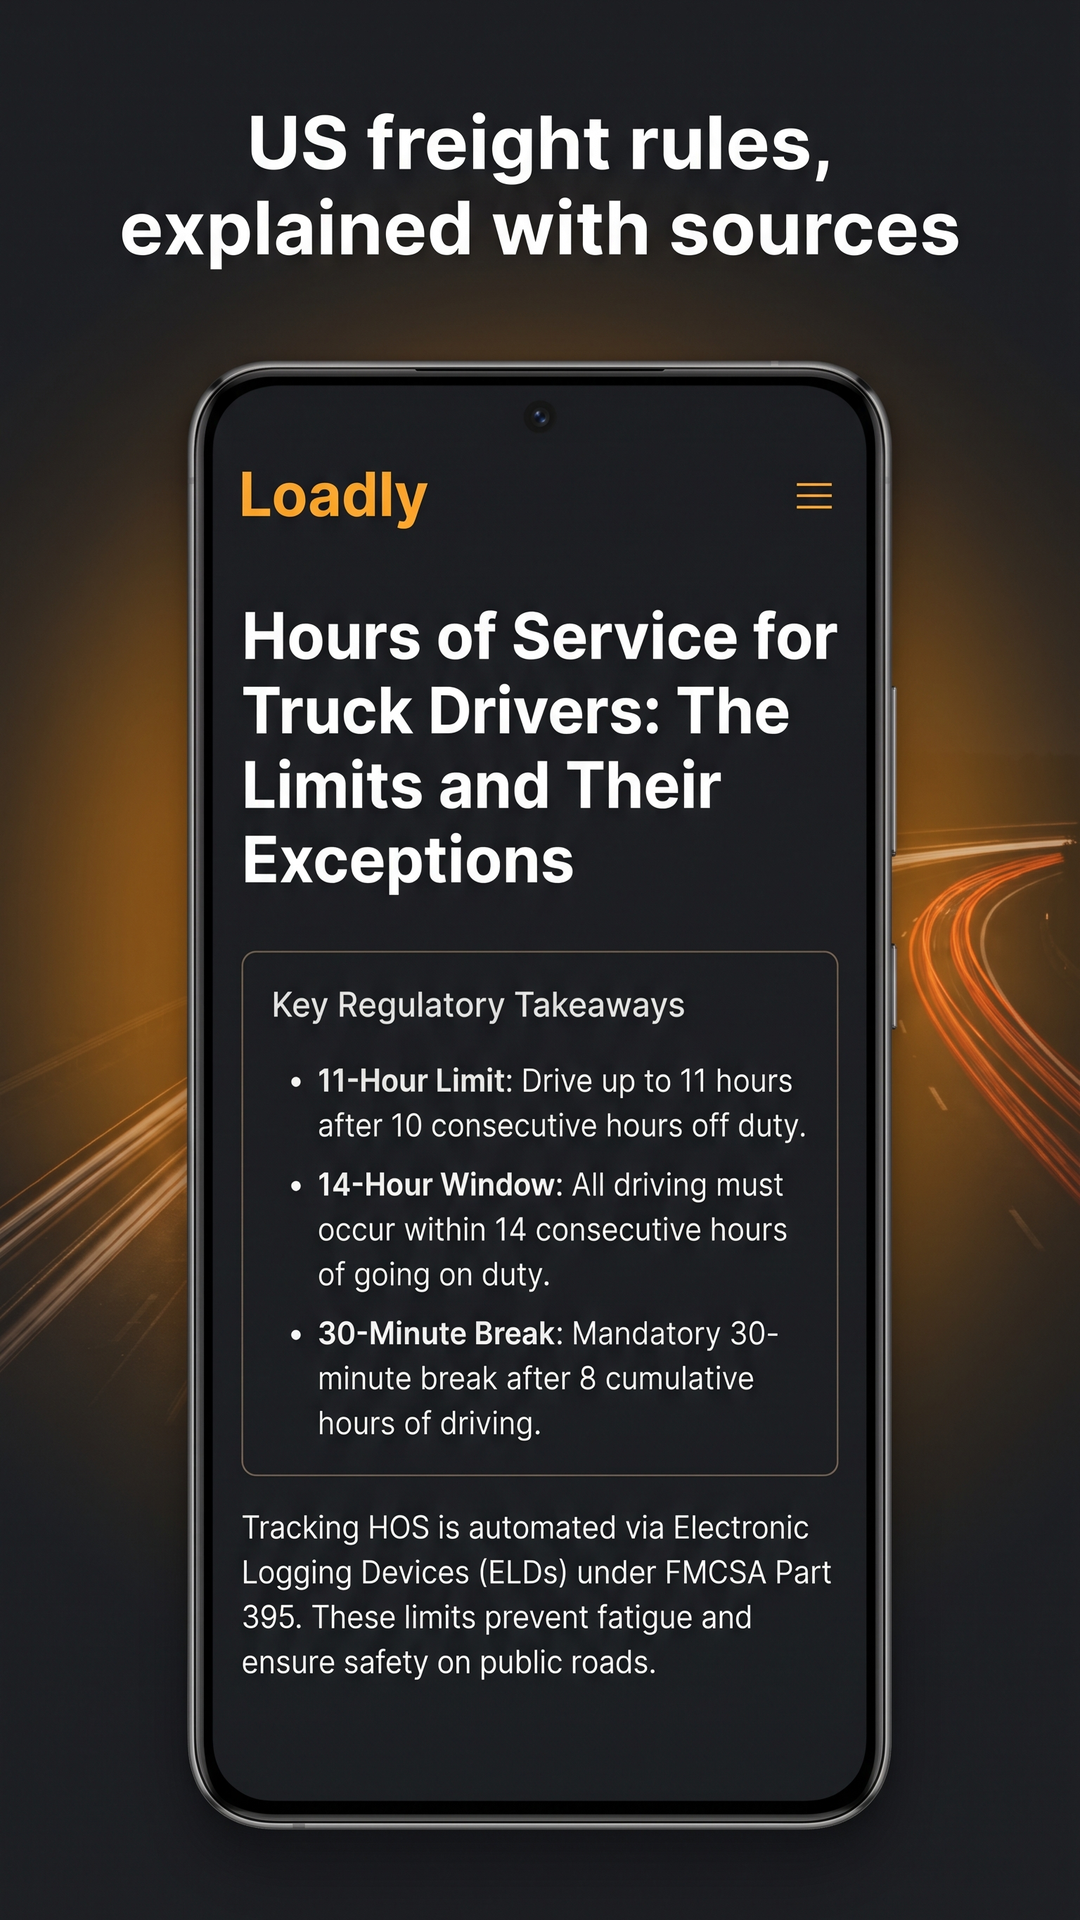 US freight rules,
explained with sources
Loadly
Hours of Service for
Truck Drivers: The
Limits and Their
Exceptions
Key Regulatory Takeaways
• 11-Hour Limit: Drive up to 11 hours
after 10 consecutive hours off duty.
• 14-Hour Window: All driving must
occur within 14 consecutive hours
of going on duty.
• 30-Minute Break: Mandatory 30-
minute break after 8 cumulative
hours of driving.
Tracking HOS is automated via Electronic
Logging Devices (ELDs) under FMCSA Part
395. These limits prevent fatigue and
ensure safety on public roads.